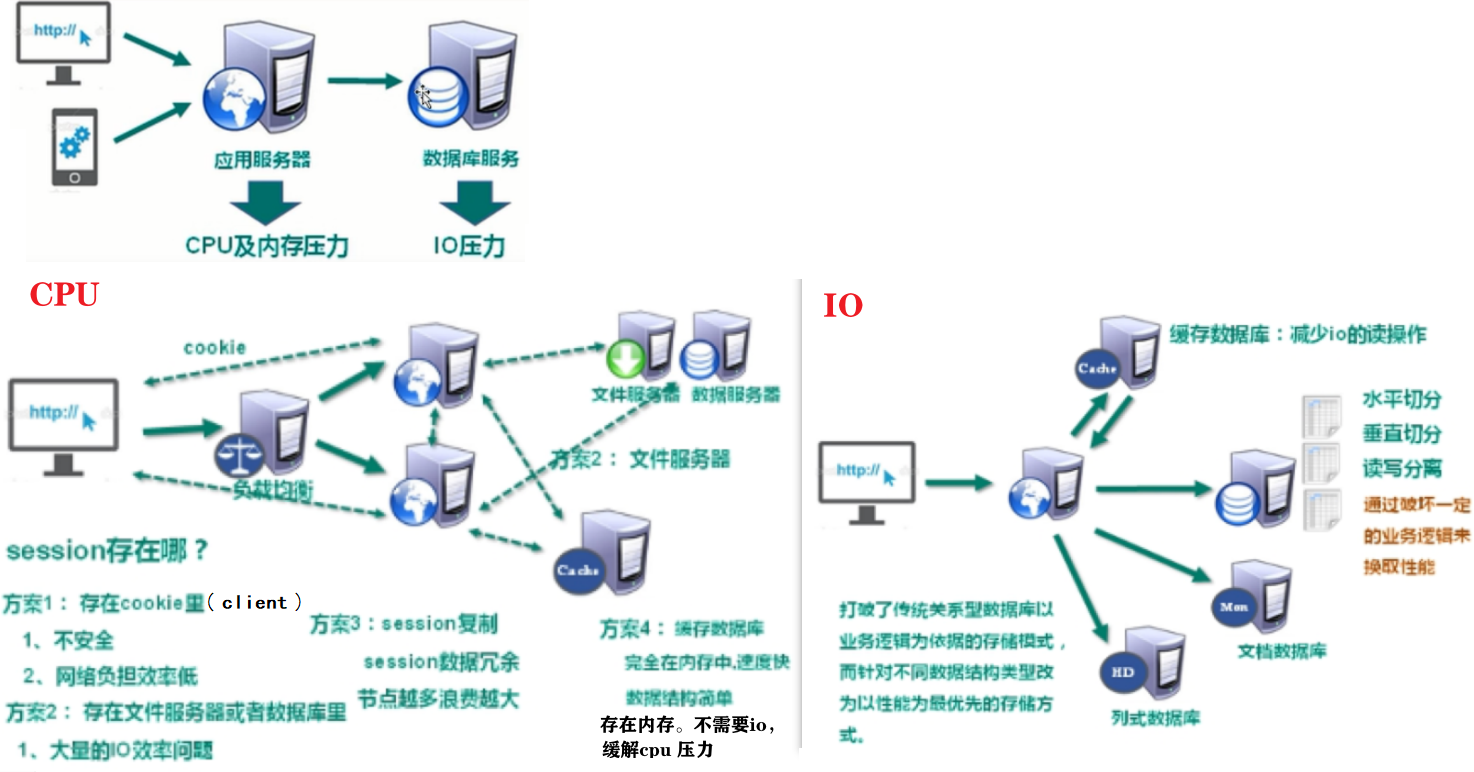 http://
应用服务器
数据库服务
CPU及内存压力
IO压力
CPU
cookie
http://
负载均衡
文件服务器
数据服务器
方案2： 文件服务器
Cache
session存在哪？
方案1： 存在cookie里( client )
1、不安全
2、网络负担效率低
方案2： 存在文件服务器或者数据库里
1、大量的IO效率问题
方案3：session复制
session数据冗余
节点越多浪费越大
方案4： 缓存数据库
完全在内存中,速度快
数据结构简单
存在内存。不需要io，
缓解cpu 压力
IO
Cache
缓存数据库：减少io的读操作
http://
水平切分
垂直切分
读写分离
通过破坏一定
的业务逻辑来
换取性能
Mon
文档数据库
HD
列式数据库
打破了传统关系型数据库以
业务逻辑为依据的存储模式，
而针对不同数据结构类型改
为以性能为最优先的存储方
式。